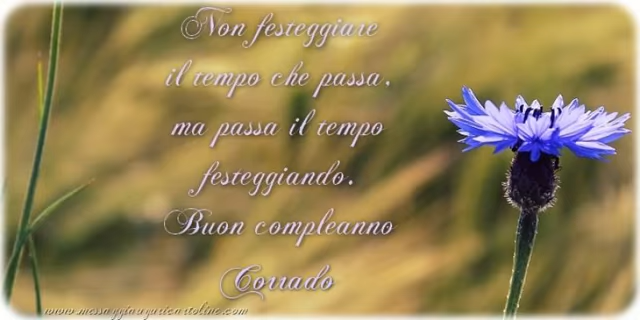 Non festeggiare
il tempo che passa,
ma passa il tempo
festeggiando.
Buon compleanno
Corrado
www.messaggiauguricartoline.com